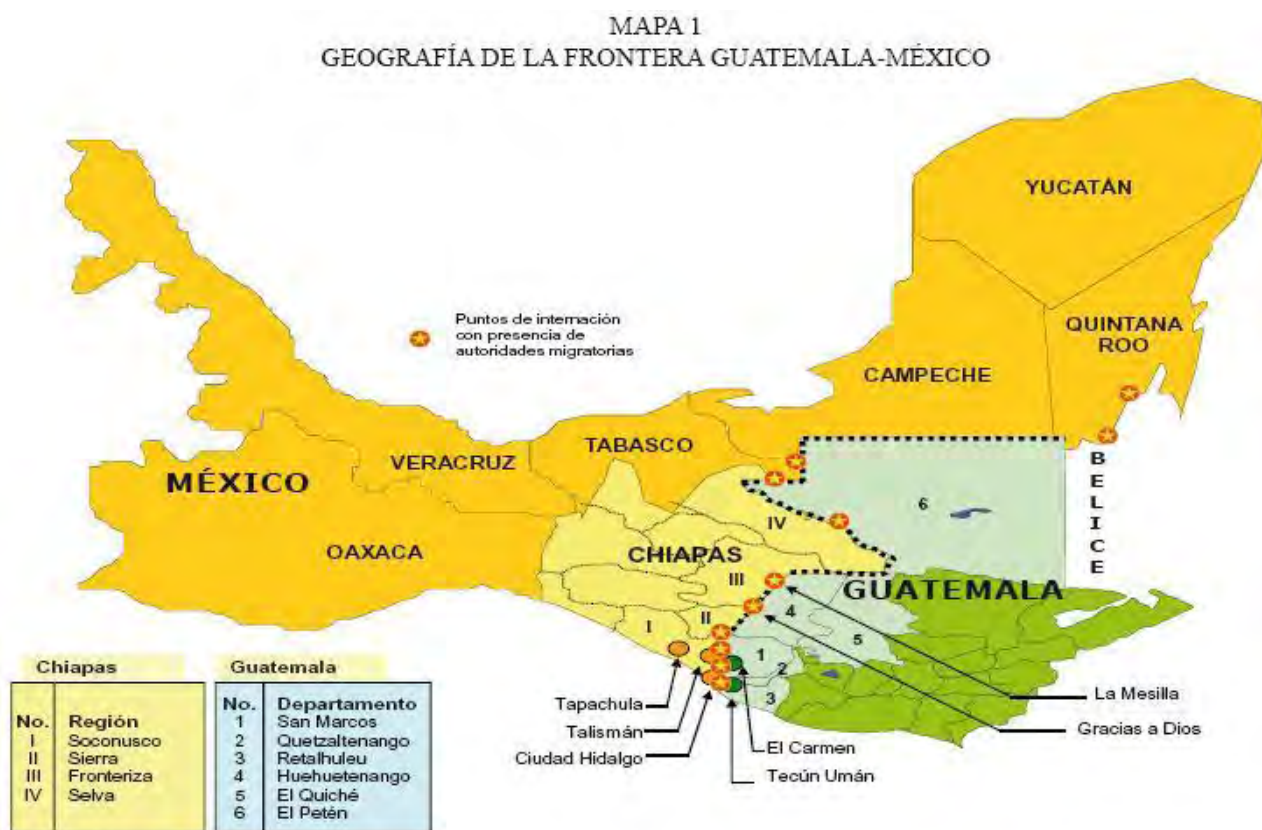 MAPA 1
GEOGRAFÍA DE LA FRONTERA GUATEMALA-MÉXICO
YUCATÁN
Puntos de internación
con presencia de
autoridades migratorias
QUINTANA
ROO
CAMPECHE
TABASCO
VERACRUZ
MÉXICO
BELICE
6
IV
OAXACA
CHIAPAS
III
GUATEMALA
4
II
I
5
1
2
3
Chiapas
No. Región
I Soconusco
II Sierra
III Fronteriza
IV Selva
Guatemala
No. Departamento
1 San Marcos
2 Quetzaltenango
3 Retalhuleu
4 Huehuetenango
5 El Quiché
6 El Petén
Tapachula
Talismán
Ciudad Hidalgo
El Carmen
Tecún Umán
La Mesilla
Gracias a Dios